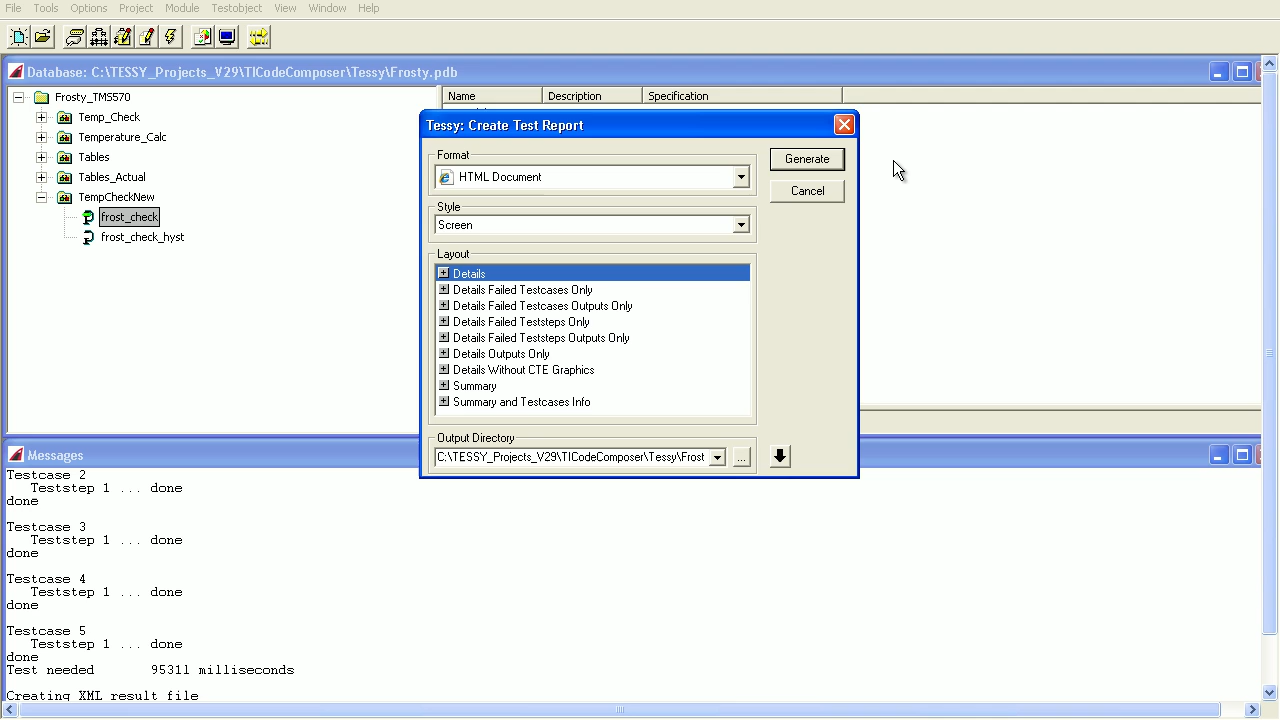 File Tools Options Project Module Testobject View Window Help
Database: C:\TESSY_Projects_V29\TICodeComposer\Tessy\Frosty.pdb
Frosty_TMS570
Temp_Check
Temperature_Calc
Tables
Tables_Actual
TempCheckNew
frost_check
frost_check_hyst
Name Description Specification
Tessy: Create Test Report
Format
HTML Document
Generate
Cancel
Style
Screen
Layout
Details
Details Failed Testcases Only
Details Failed Testcases Outputs Only
Details Failed Teststeps Only
Details Failed Teststeps Outputs Only
Details Outputs Only
Details Without CTE Graphics
Summary
Summary and Testcases Info
Output Directory
C:\TESSY_Projects_V29\TICodeComposer\Tessy\Frost
...
Messages
Testcase 2
Teststep 1 ... done
done
Testcase 3
Teststep 1 ... done
done
Testcase 4
Teststep 1 ... done
done
Testcase 5
Teststep 1 ... done
done
Test needed 95311 milliseconds
Creating XML result file